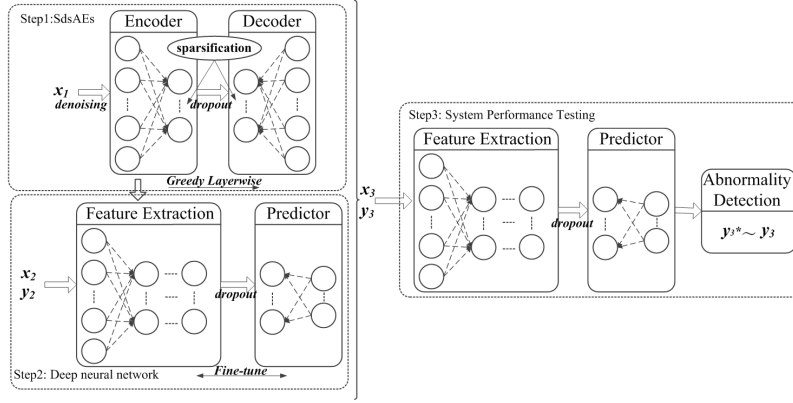 Step1:SdsAEs
Encoder
Decoder
sparsification
x1
denoising
dropout
Greedy Layerwise
Feature Extraction
Predictor
x2
y2
dropout
Step2: Deep neural network
Fine-tune
x3
y3
Step3: System Performance Testing
Feature Extraction
Predictor
dropout
Abnormality
Detection
y3*~ y3